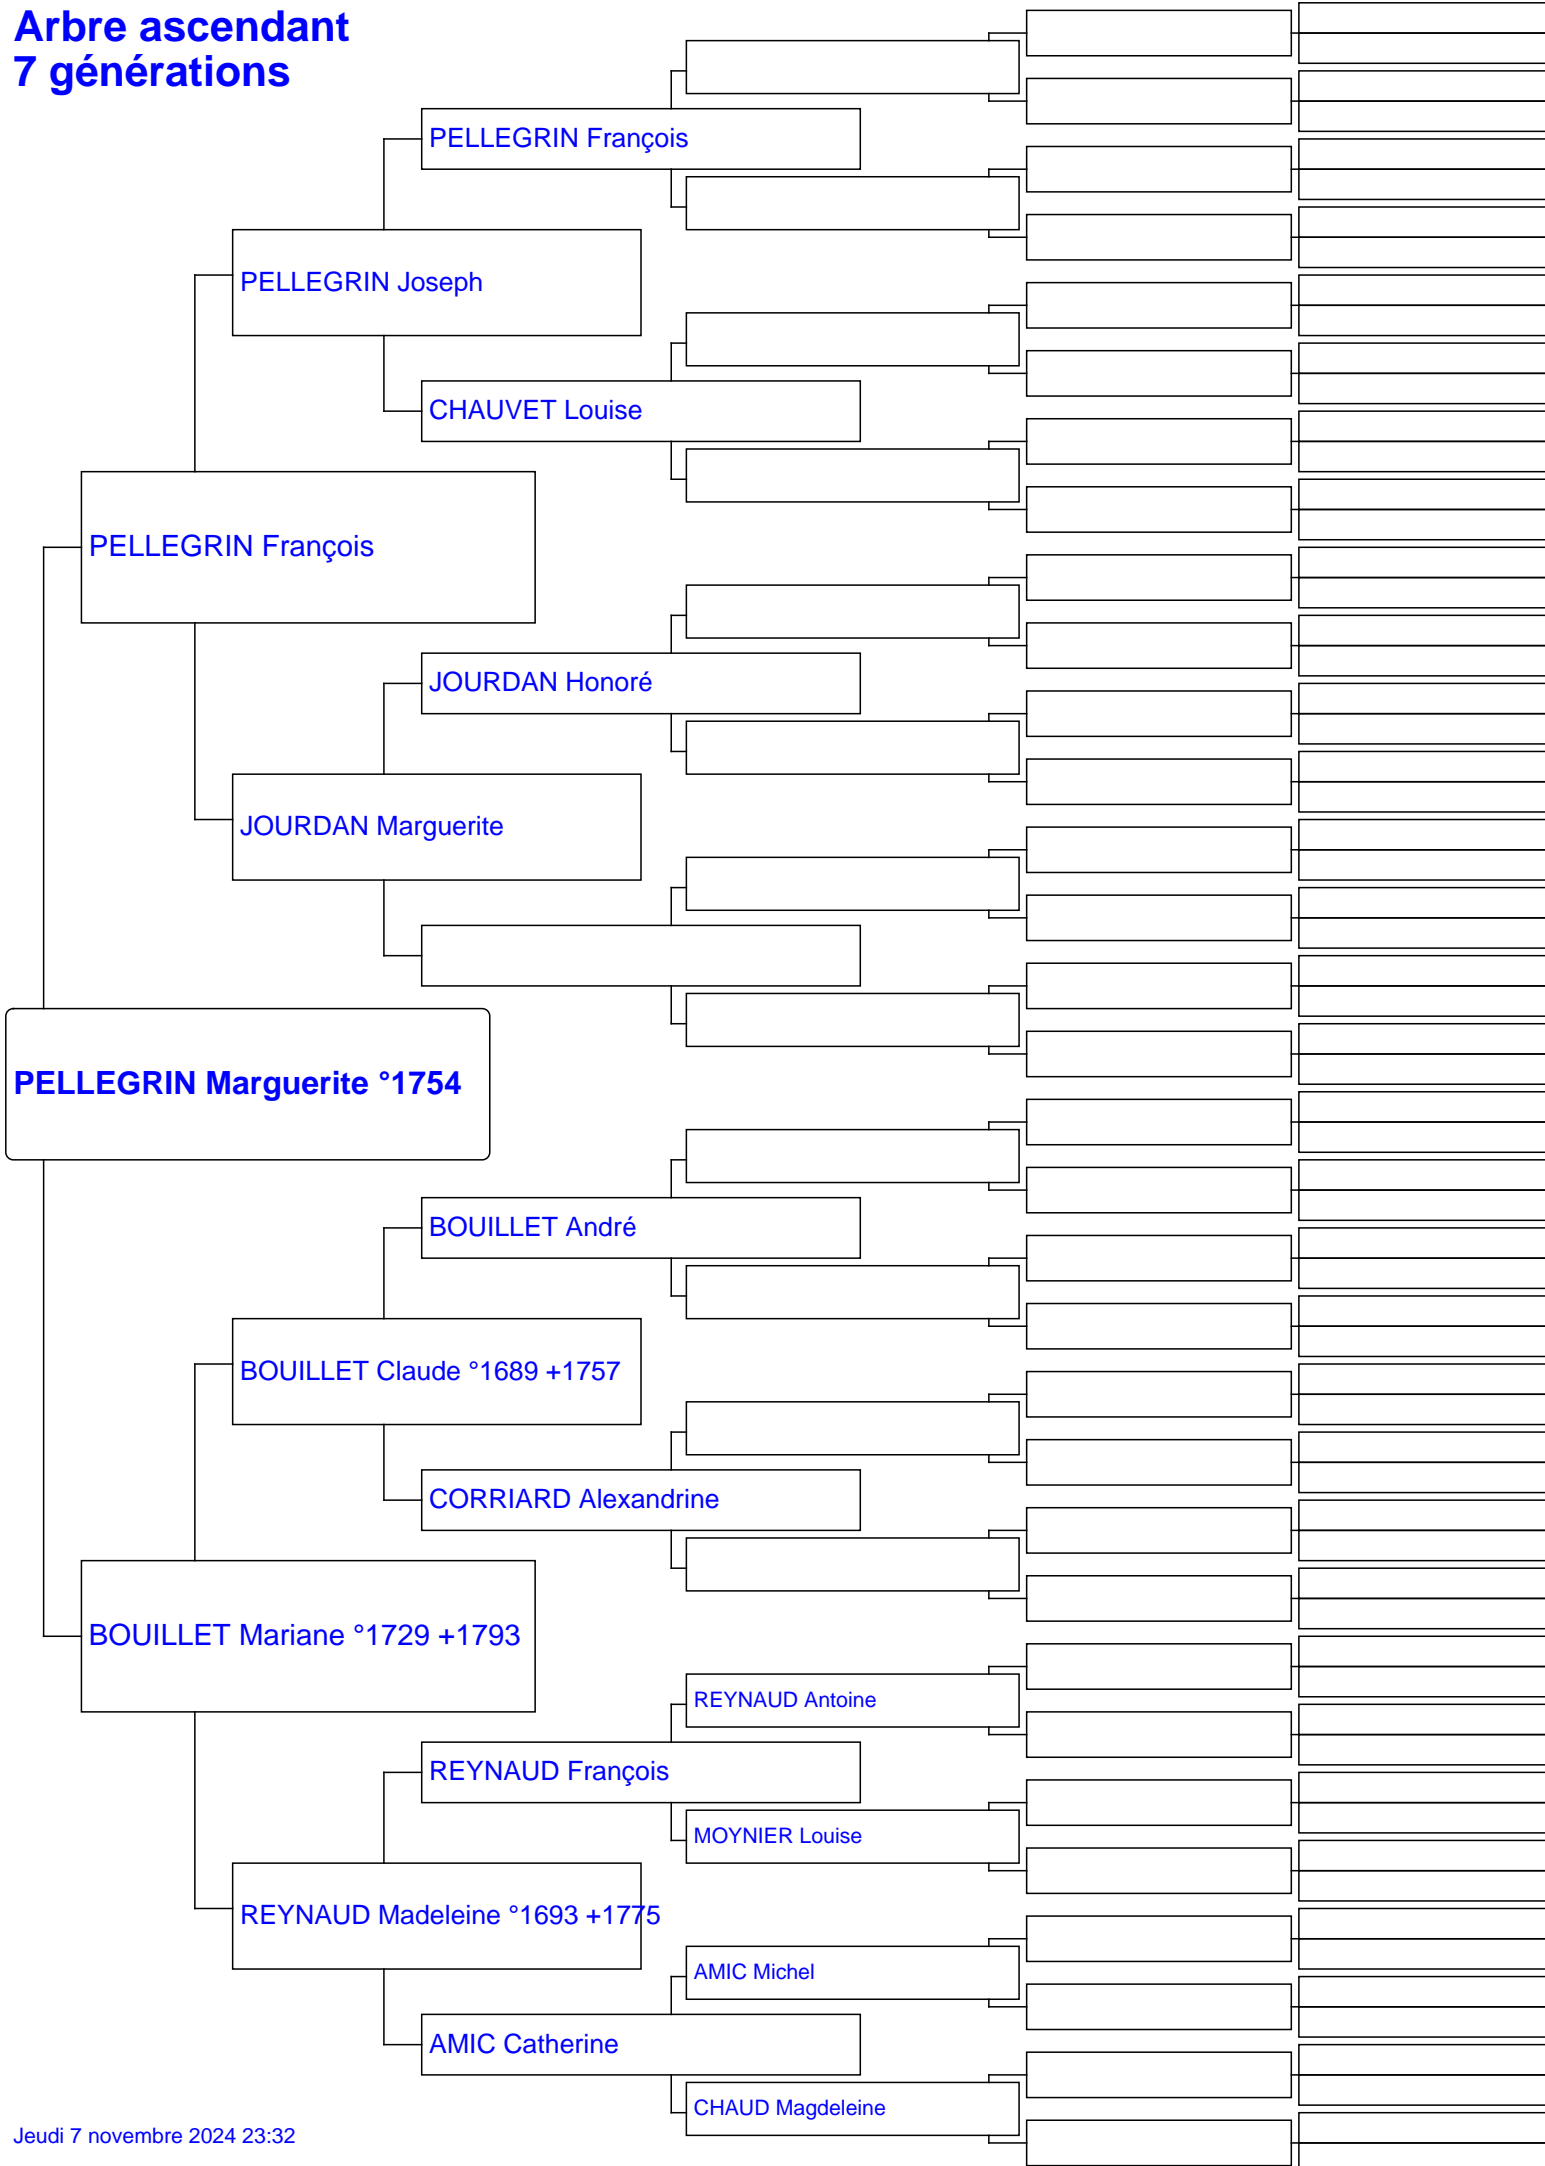 Arbre ascendant
7 générations
PELLEGRIN François
PELLEGRIN Joseph
CHAUVET Louise
PELLEGRIN François
JOURDAN Honoré
JOURDAN Marguerite
PELLEGRIN Marguerite °1754
BOUILLET André
BOUILLET Claude °1689 +1757
CORRIARD Alexandrine
BOUILLET Mariane °1729 +1793
REYNAUD Antoine
REYNAUD François
MOYNIER Louise
REYNAUD Madeleine °1693 +1775
AMIC Michel
AMIC Catherine
CHAUD Magdeleine
Jeudi 7 novembre 2024 23:32